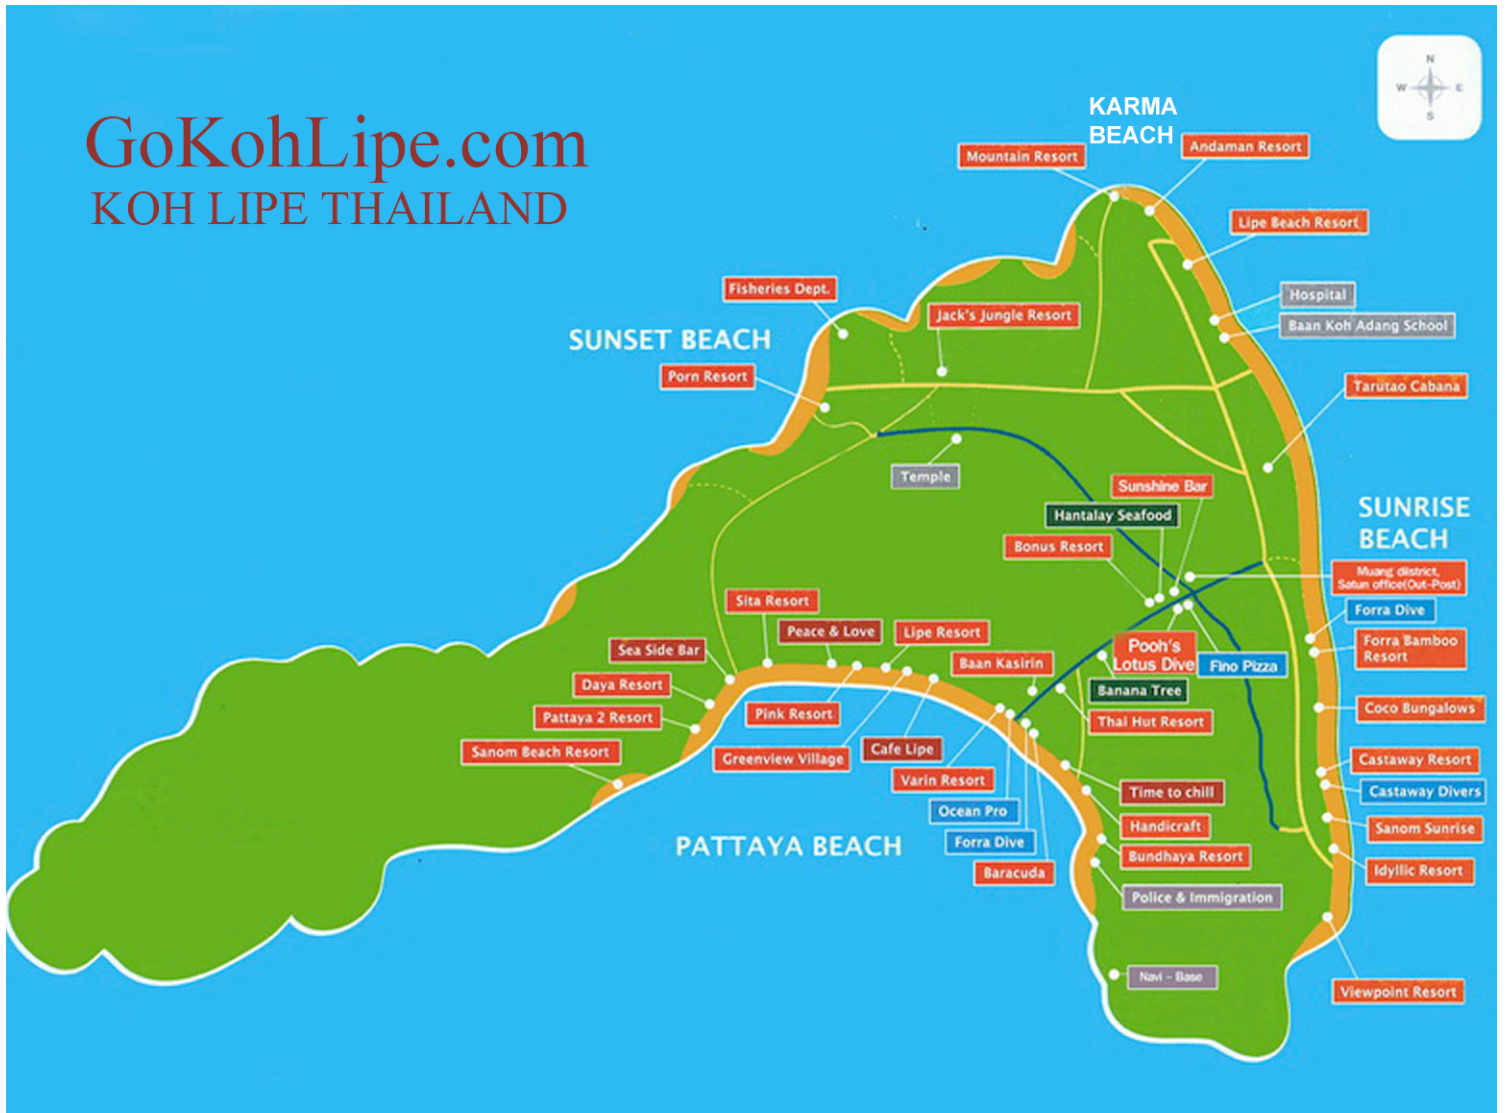 GoKohLipe.com
KOH LIPE THAILAND
N
W E
S
KARMA
BEACH
Mountain Resort
Andaman Resort
Lipe Beach Resort
Hospital
Baan Koh Adang School
Fisheries Dept.
Jack's Jungle Resort
SUNSET BEACH
Porn Resort
Tarutao Cabana
Temple
Sunshine Bar
Hantalay Seafood
Bonus Resort
SUNRISE
BEACH
Muang diistrict,
Satun office(Out-Post)
Forra Dive
Forra Bamboo
Resort
Sita Resort
Peace & Love
Lipe Resort
Sea Side Bar
Baan Kasirin
Pooh's
Lotus Dive
Fino Pizza
Daya Resort
Banana Tree
Pattaya 2 Resort
Pink Resort
Thai Hut Resort
Coco Bungalows
Sanom Beach Resort
Greenview Village
Cafe Lipe
Varin Resort
Castaway Resort
Time to chill
Castaway Divers
Ocean Pro
Handicraft
Sanom Sunrise
PATTAYA BEACH
Forra Dive
Bundhaya Resort
Baracuda
Idyllic Resort
Police & Immigration
Navi - Base
Viewpoint Resort